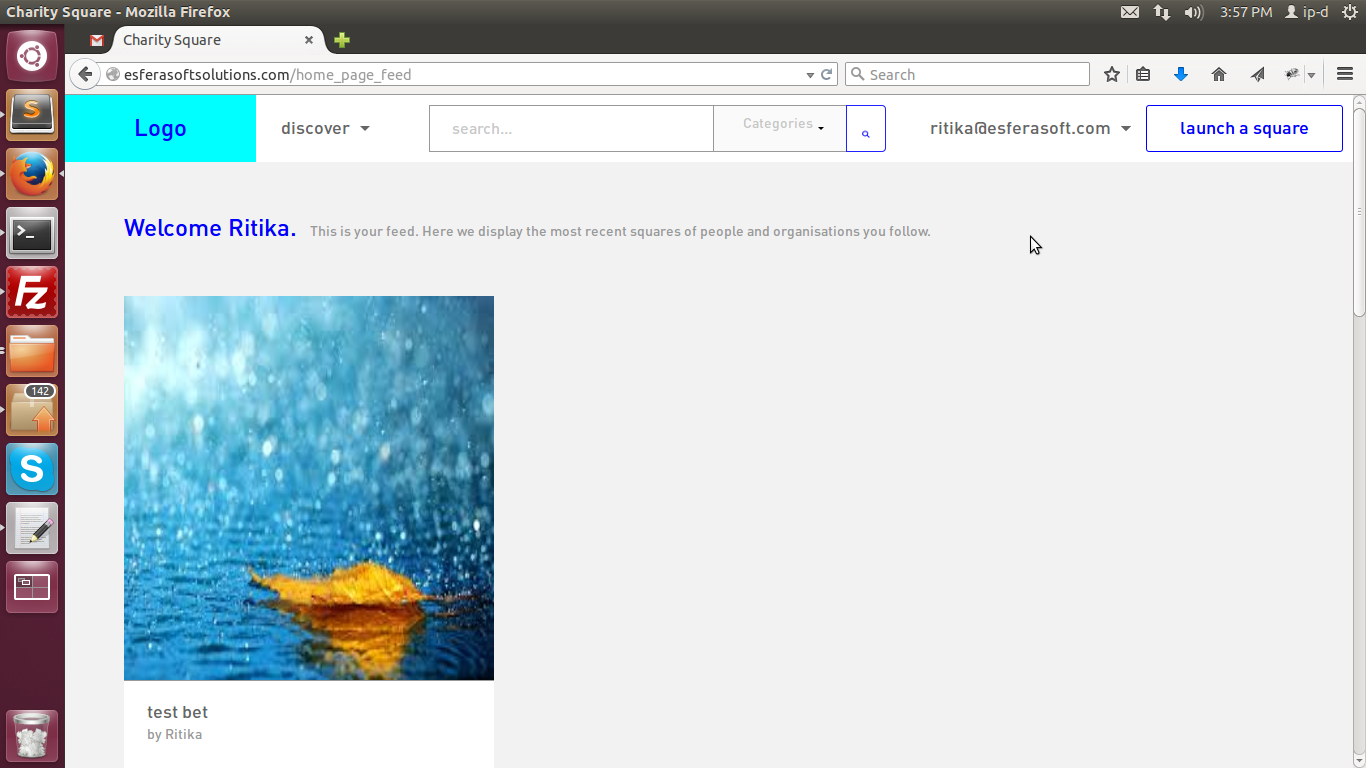 Charity Square - Mozilla Firefox
3:57 PM ip-d
Charity Square
esferasoftsolutions.com/home_page_feed
Search
Logo
discover
search...
Categories
ritika@esferasoft.com
launch a square
Welcome Ritika. This is your feed. Here we display the most recent squares of people and organisations you follow.
142
test bet
by Ritika